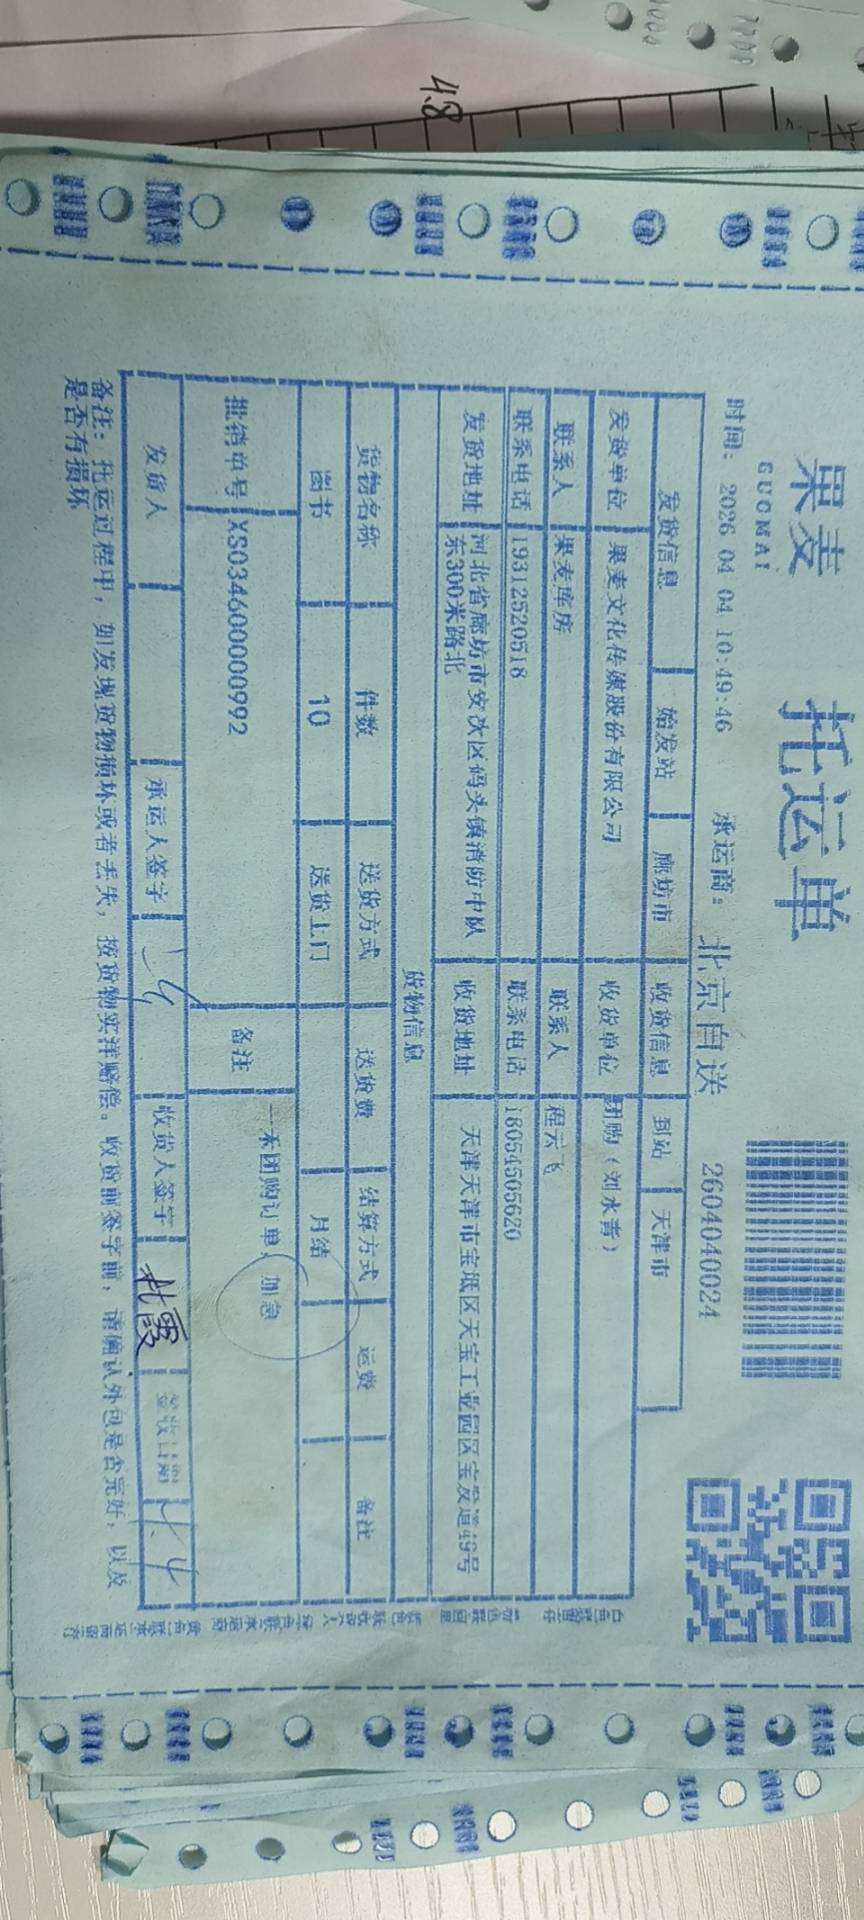 48
果麦
GUOMAI
托运单
时间: 2026 04 04 10:49:46 承运商: 北京自送 2604040024
发货信息 始发站 廊坊市 收货信息 到站 天津市
发货单位 果麦文化传媒股份有限公司 收货单位 团购(刘水青)
联系人 果麦库房 联系人 程云飞
联系电话 19312520518 联系电话 18054505620
发货地址 河北省廊坊市安次区码头镇消防中队东300米路北 收货地址 天津天津市宝坻区天宝工业园区宝发道49号
货物信息
货物名称 件数 送货方式 送货费 结算方式 运费 备注
图书 10 送货上门 月结
批销单号 XS034600000992 备注 一禾团购订单, 加急
发货人 承运人签字 收货人签字 签收日期 4.4
备注: 托运过程中, 如发现货物损坏或者丢失, 按货物实洋赔偿。收货前签字前, 请确认外包是否完好, 以及
是否有损坏